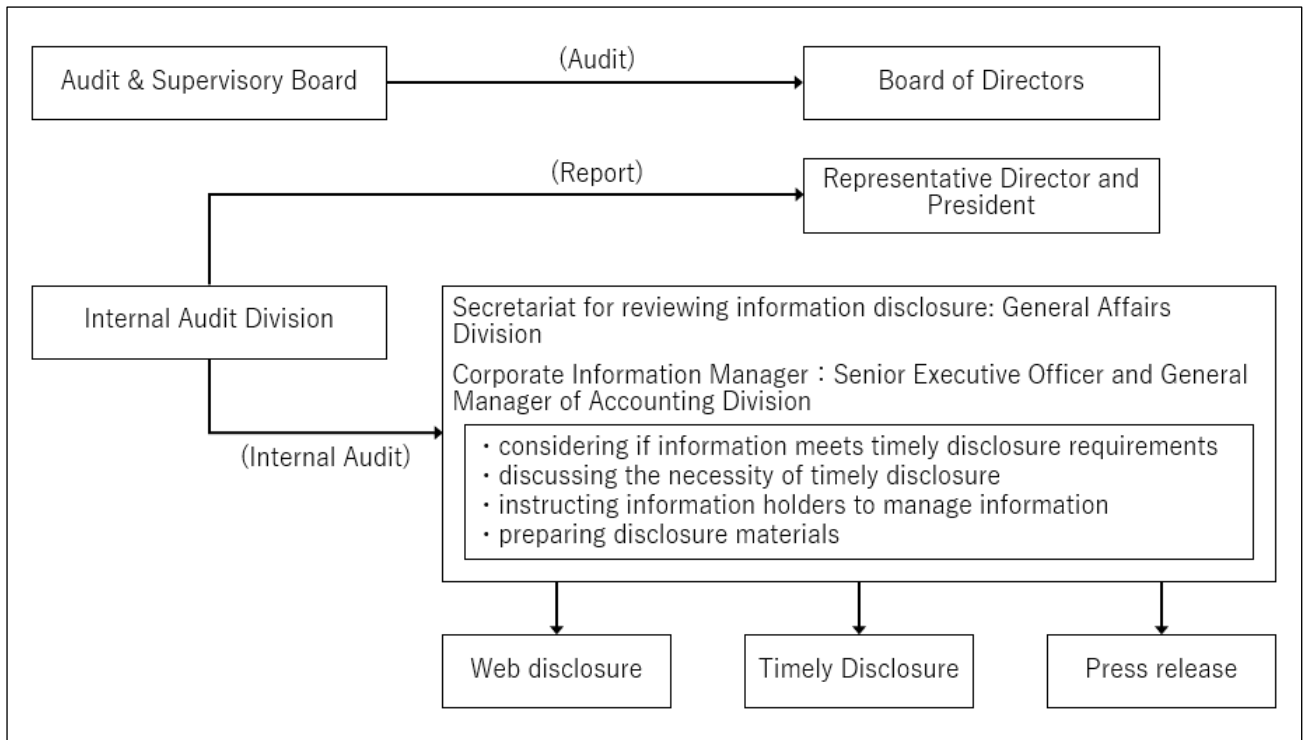 (Audit)
Audit & Supervisory Board
Board of Directors
(Report)
Representative Director and
President
Internal Audit Division
Secretariat for reviewing information disclosure: General Affairs
Division
Corporate Information Manager：Senior Executive Officer and General
Manager of Accounting Division
(Internal Audit)
・considering if information meets timely disclosure requirements
・discussing the necessity of timely disclosure
・instructing information holders to manage information
・preparing disclosure materials
Web disclosure
Timely Disclosure
Press release